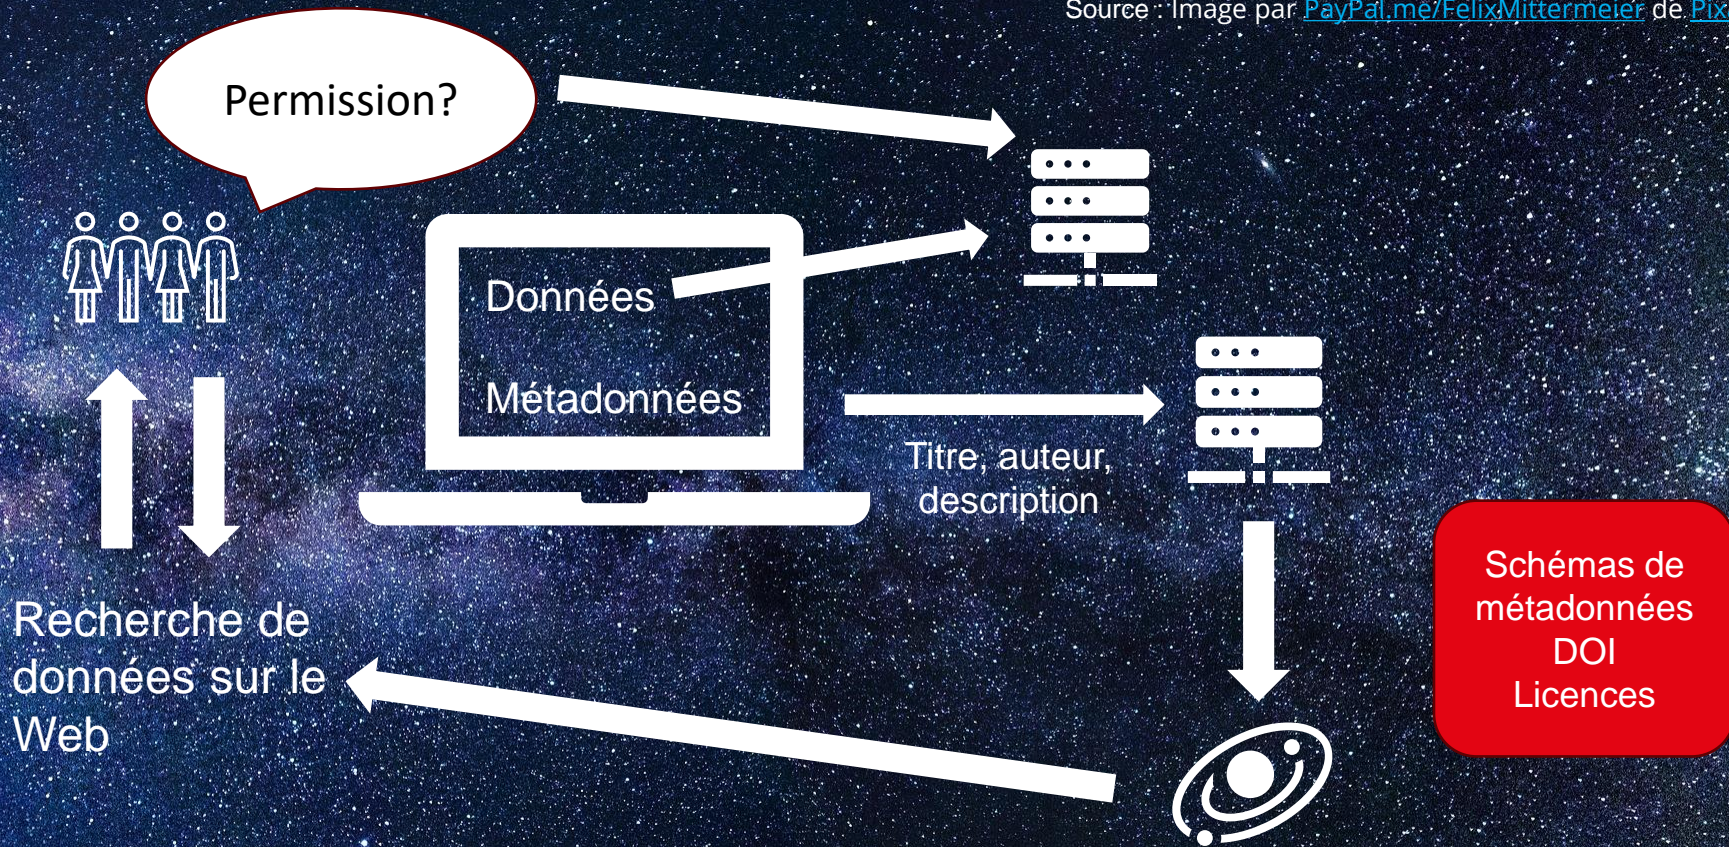 Source : Image par PayPal.me/FelixMittermeier de Pix
Permission?
Données
Métadonnées
Titre, auteur,
description
Recherche de
données sur le
Web
Schémas de
métadonnées
DOI
Licences